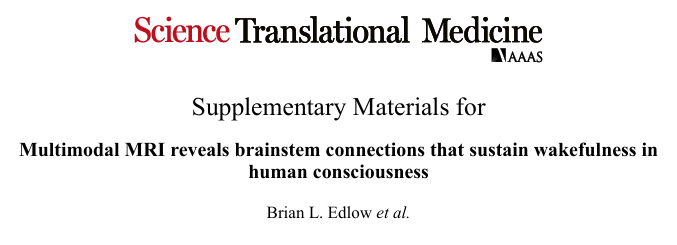 Science Translational Medicine
AAAS
Supplementary Materials for
Multimodal MRI reveals brainstem connections that sustain wakefulness in
human consciousness
Brian L. Edlow et al.